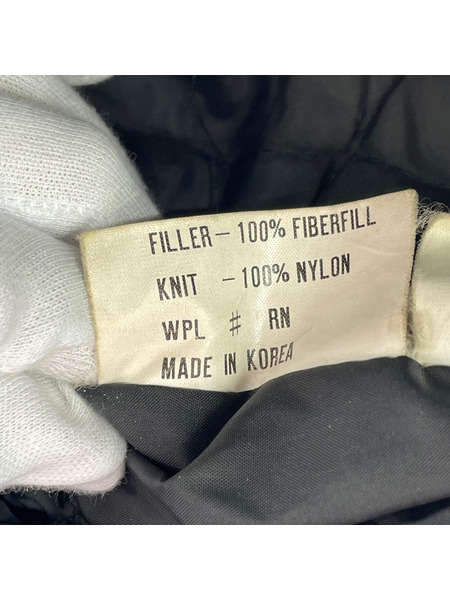 FILLER - 100% FIBERFILL
KNIT - 100% NYLON
WPL # RN
MADE IN KOREA